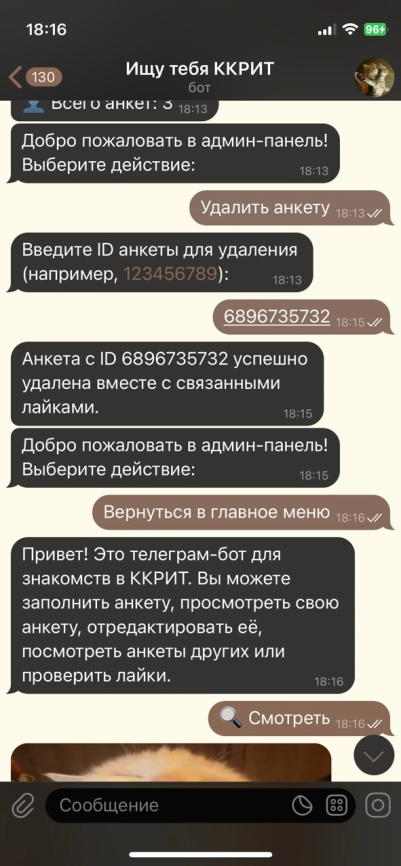 18:16
96
130
Ищу тебя ККРИТ
бот
Всего анкет: 3 18:13
Добро пожаловать в админ-панель!
Выберите действие: 18:13
Удалить анкету 18:13
Введите ID анкеты для удаления
(например, 123456789): 18:13
6896735732 18:15
Анкета с ID 6896735732 успешно
удалена вместе с связанными
лайками. 18:15
Добро пожаловать в админ-панель!
Выберите действие: 18:15
Вернуться в главное меню 18:16
Привет! Это телеграм-бот для
знакомств в ККРИТ. Вы можете
заполнить анкету, просмотреть свою
анкету, отредактировать её,
посмотреть анкеты других или
проверить лайки. 18:16
🔍 Смотреть 18:16
Сообщение